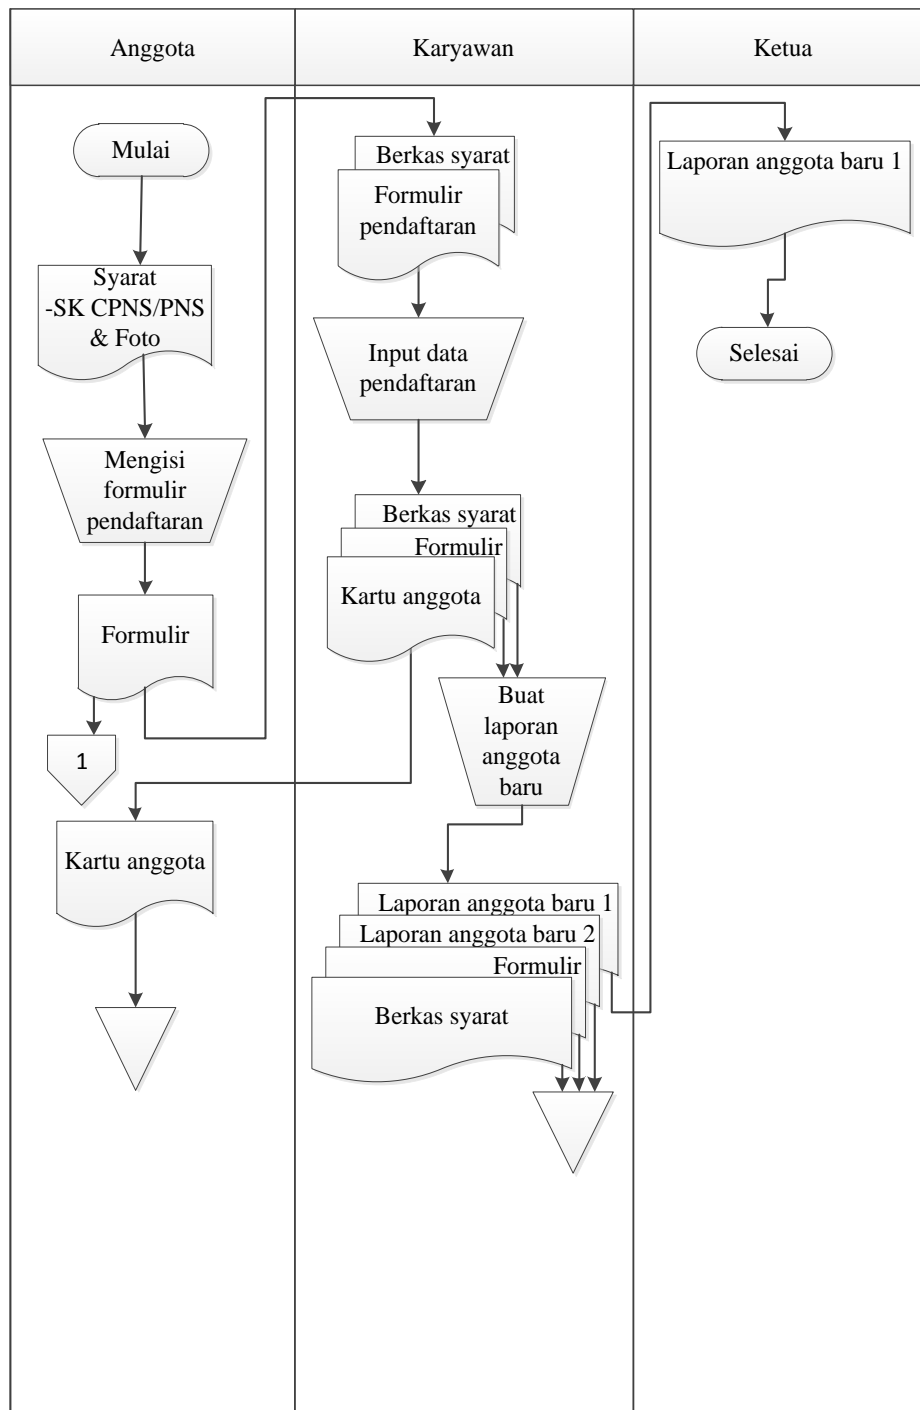 Anggota
Karyawan
Ketua
Mulai
Syarat
-SK CPNS/PNS
& Foto
Mengisi
formulir
pendaftaran
Formulir
1
Kartu anggota
Berkas syarat
Formulir
pendaftaran
Input data
pendaftaran
Berkas syarat
Formulir
Kartu anggota
Buat
laporan
anggota
baru
Laporan anggota baru 1
Laporan anggota baru 2
Formulir
Berkas syarat
Laporan anggota baru 1
Selesai